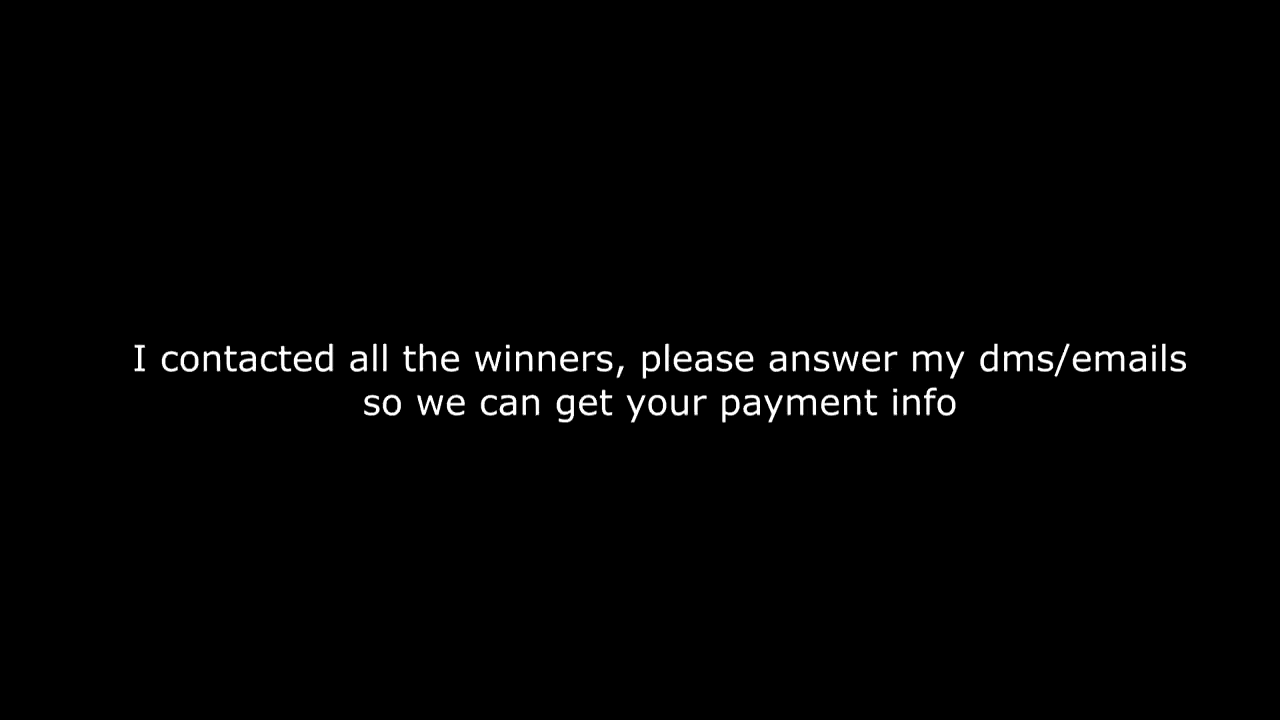 I contacted all the winners, please answer my dms/emails
so we can get your payment info